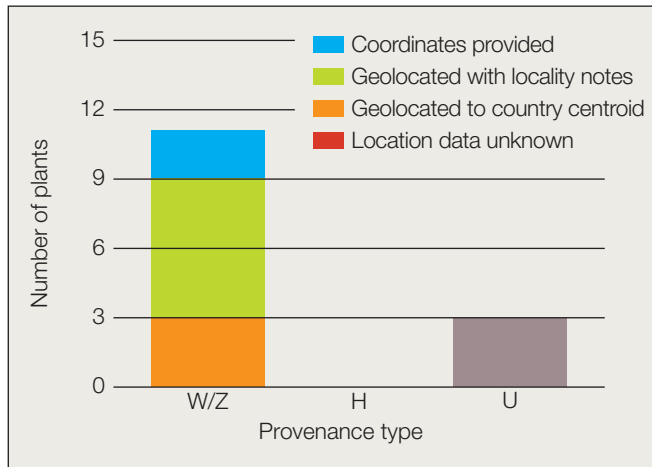 15
12
9
6
3
0
Number of plants
Coordinates provided
Geolocated with locality notes
Geolocated to country centroid
Location data unknown
W/Z H U
Provenance type